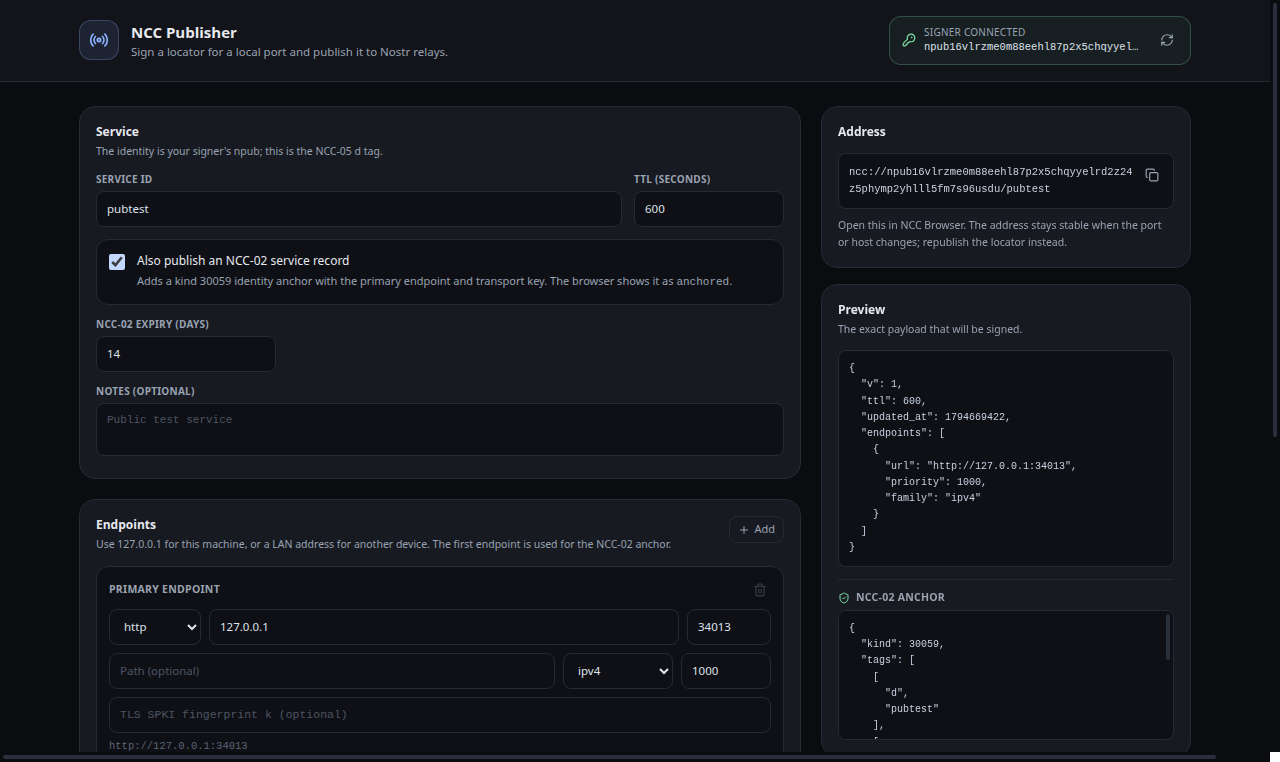 NCC Publisher
Sign a locator for a local port and publish it to Nostr relays.
SIGNER CONNECTED
npub16vlrzme0m88eehl87p2x5chqyyel…
Service
The identity is your signer's npub; this is the NCC-05 d tag.
SERVICE ID
TTL (SECONDS)
pubtest
600
Also publish an NCC-02 service record
Adds a kind 30059 identity anchor with the primary endpoint and transport key. The browser shows it as anchored.
NCC-02 EXPIRY (DAYS)
14
NOTES (OPTIONAL)
Public test service
Endpoints
Use 127.0.0.1 for this machine, or a LAN address for another device. The first endpoint is used for the NCC-02 anchor.
Add
PRIMARY ENDPOINT
http
127.0.0.1
34013
Path (optional)
ipv4
1000
TLS SPKI fingerprint k (optional)
http://127.0.0.1:34013
Address
ncc://npub16vlrzme0m88eehl87p2x5chqyyelrd2z24
z5phymp2yhlll5fm7s96usdu/pubtest
Open this in NCC Browser. The address stays stable when the port
or host changes; republish the locator instead.
Preview
The exact payload that will be signed.
{
"v": 1,
"ttl": 600,
"updated_at": 1794669422,
"endpoints": [
{
"url": "http://127.0.0.1:34013",
"priority": 1000,
"family": "ipv4"
}
]
}
NCC-02 ANCHOR
{
"kind": 30059,
"tags": [
[
"d",
"pubtest"
],
[